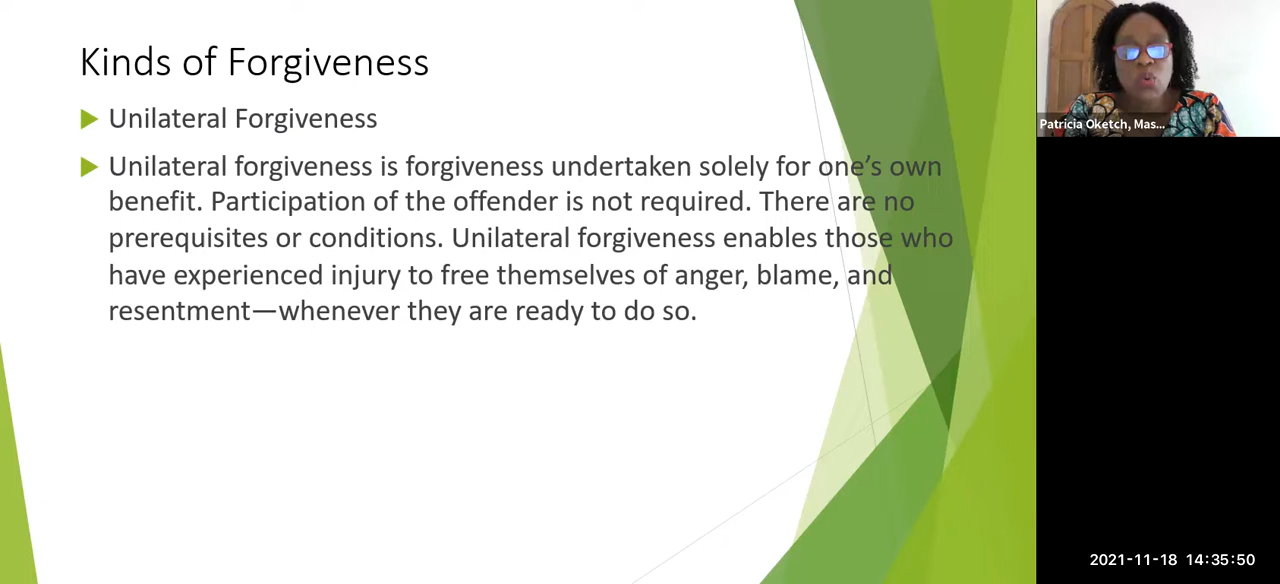 Kinds of Forgiveness
Unilateral Forgiveness
Unilateral forgiveness is forgiveness undertaken solely for one’s own
benefit. Participation of the offender is not required. There are no
prerequisites or conditions. Unilateral forgiveness enables those who
have experienced injury to free themselves of anger, blame, and
resentment—whenever they are ready to do so.
Patricia Oketch, Mas...
2021-11-18 14:35:50